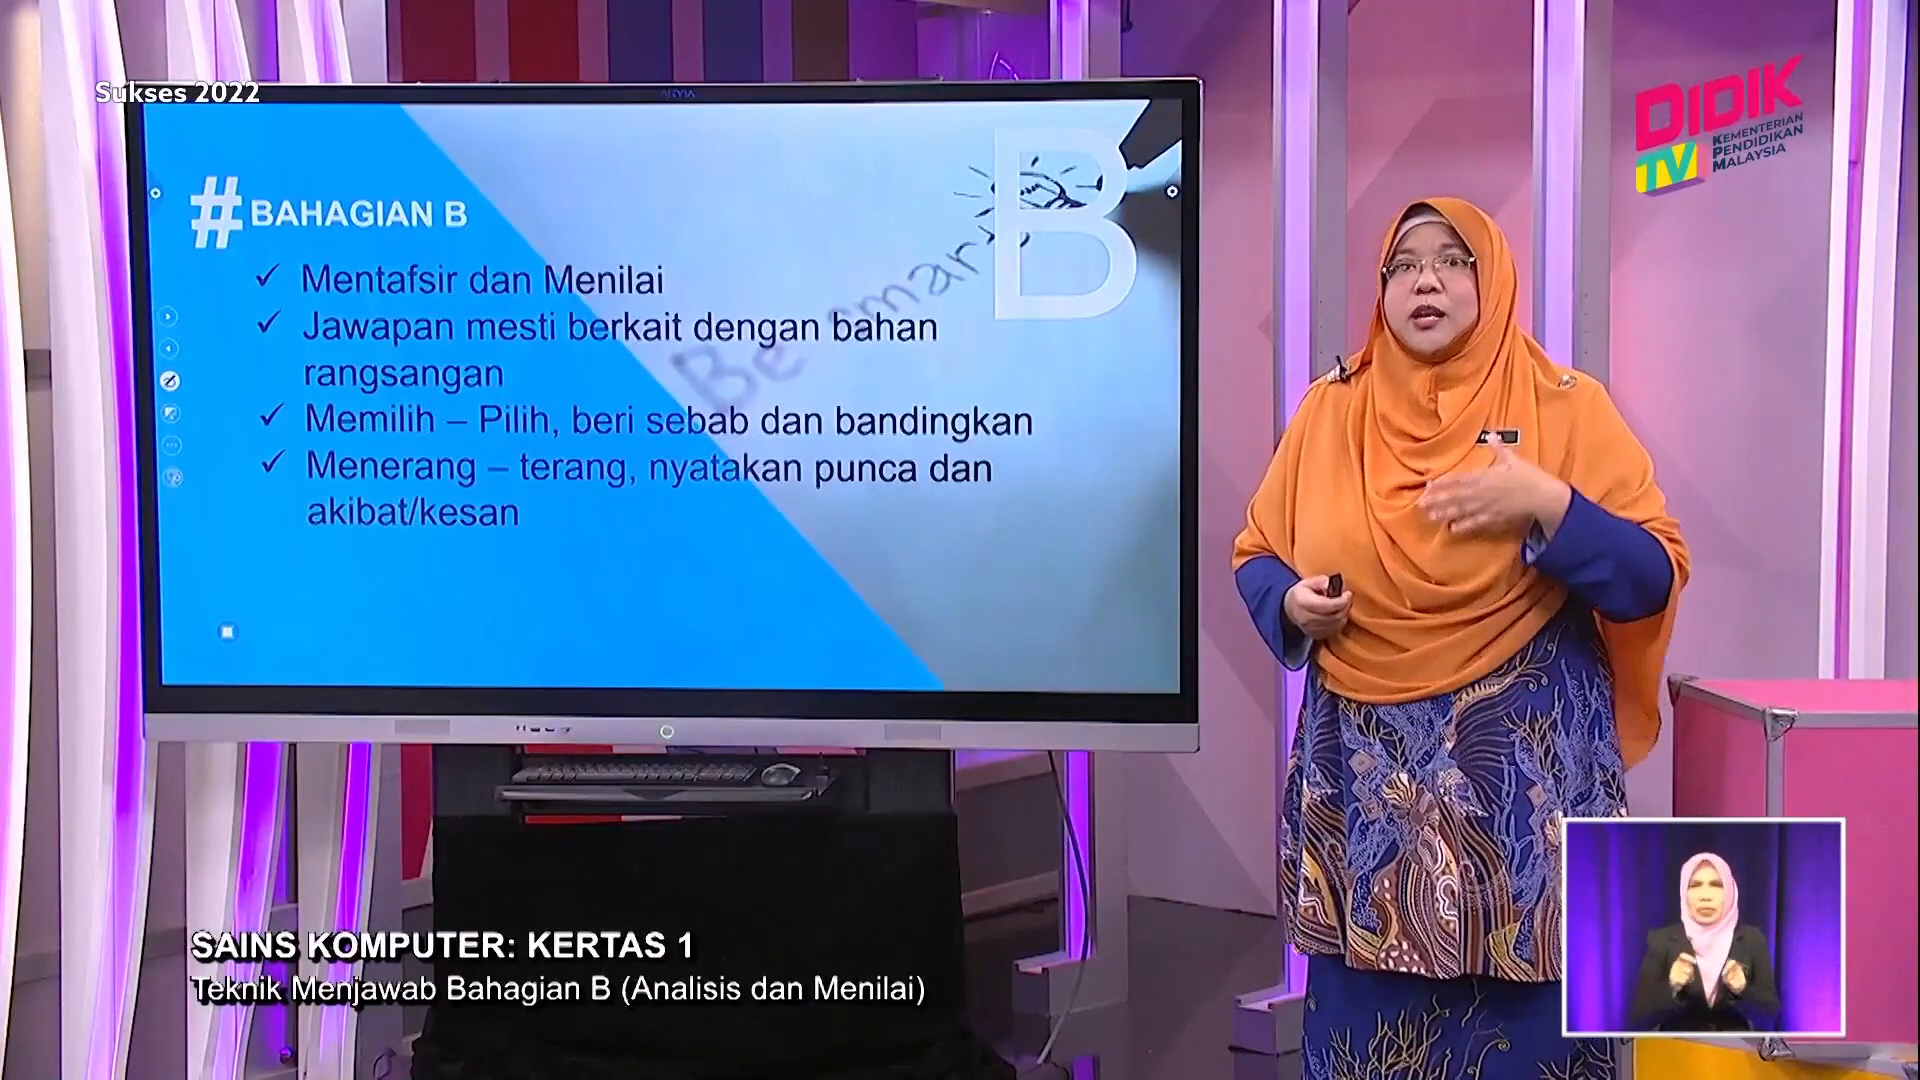 Sukses 2022
DIDIK
TV
KEMENTERIAN
PENDIDIKAN
MALAYSIA
# BAHAGIAN B
B
✓ Mentafsir dan Menilai
✓ Jawapan mesti berkait dengan bahan
rangsangan
✓ Memilih – Pilih, beri sebab dan bandingkan
✓ Menerang – terang, nyatakan punca dan
akibat/kesan
SAINS KOMPUTER: KERTAS 1
Teknik Menjawab Bahagian B (Analisis dan Menilai)